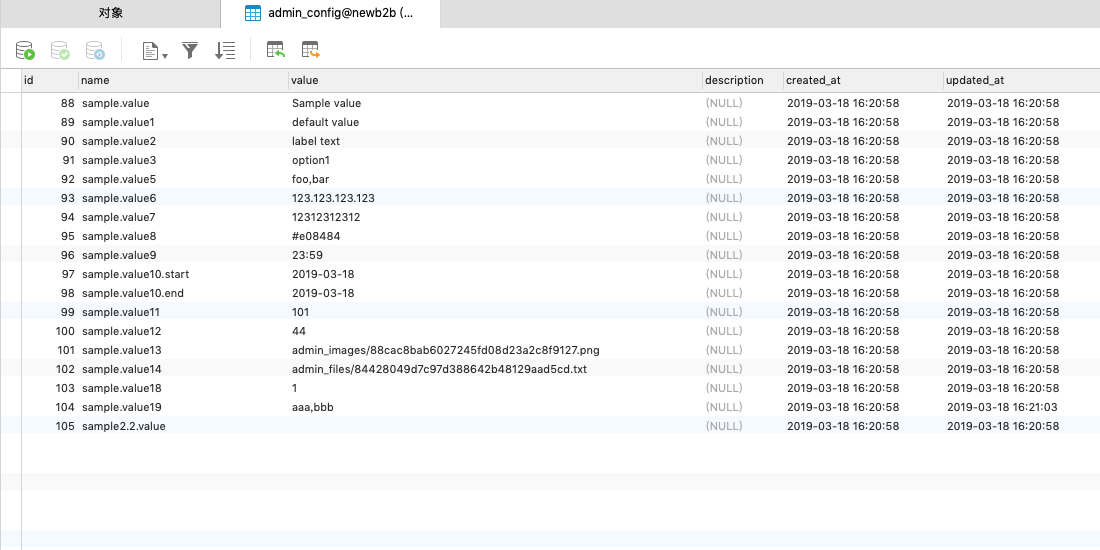 对象 admin_config@newb2b (...
id name value description created_at updated_at
88 sample.value Sample value (NULL) 2019-03-18 16:20:58 2019-03-18 16:20:58
89 sample.value1 default value (NULL) 2019-03-18 16:20:58 2019-03-18 16:20:58
90 sample.value2 label text (NULL) 2019-03-18 16:20:58 2019-03-18 16:20:58
91 sample.value3 option1 (NULL) 2019-03-18 16:20:58 2019-03-18 16:20:58
92 sample.value5 foo,bar (NULL) 2019-03-18 16:20:58 2019-03-18 16:20:58
93 sample.value6 123.123.123.123 (NULL) 2019-03-18 16:20:58 2019-03-18 16:20:58
94 sample.value7 12312312312 (NULL) 2019-03-18 16:20:58 2019-03-18 16:20:58
95 sample.value8 #e08484 (NULL) 2019-03-18 16:20:58 2019-03-18 16:20:58
96 sample.value9 23:59 (NULL) 2019-03-18 16:20:58 2019-03-18 16:20:58
97 sample.value10.start 2019-03-18 (NULL) 2019-03-18 16:20:58 2019-03-18 16:20:58
98 sample.value10.end 2019-03-18 (NULL) 2019-03-18 16:20:58 2019-03-18 16:20:58
99 sample.value11 101 (NULL) 2019-03-18 16:20:58 2019-03-18 16:20:58
100 sample.value12 44 (NULL) 2019-03-18 16:20:58 2019-03-18 16:20:58
101 sample.value13 admin_images/88cac8bab6027245fd08d23a2c8f9127.png (NULL) 2019-03-18 16:20:58 2019-03-18 16:20:58
102 sample.value14 admin_files/84428049d7c97d388642b48129aad5cd.txt (NULL) 2019-03-18 16:20:58 2019-03-18 16:20:58
103 sample.value18 1 (NULL) 2019-03-18 16:20:58 2019-03-18 16:20:58
104 sample.value19 aaa,bbb (NULL) 2019-03-18 16:20:58 2019-03-18 16:21:03
105 sample2.2.value (NULL) 2019-03-18 16:20:58 2019-03-18 16:20:58